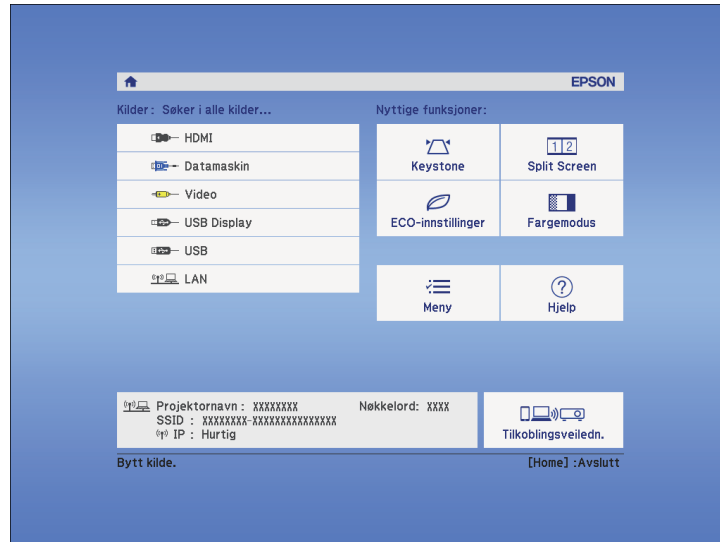 EPSON
Kilder: Søker i alle kilder...
HDMI
Datamaskin
Video
USB Display
USB
LAN
Nyttige funksjoner:
Keystone
1 2
Split Screen
ECO-innstillinger
Fargemodus
Meny
?
Hjelp
Projektornavn : XXXXXXXX
Nøkkelord: XXXX
SSID : XXXXXXXX-XXXXXXXXXXXXXXX
IP : Hurtig
Tilkoblingsveiledn.
Bytt kilde.
[Home] :Avslutt